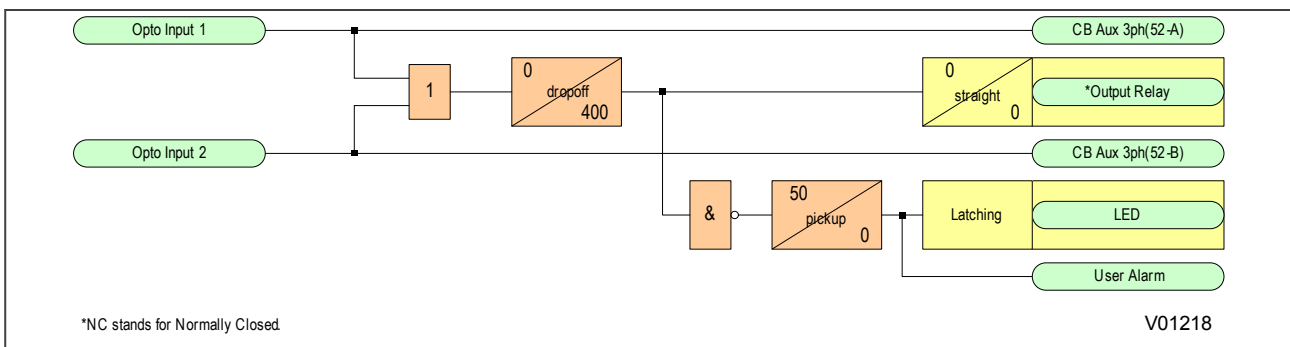 Opto Input 1
CB Aux 3ph(52-A)
0
dropoff
400
1
0
straight
0
*Output Relay
Opto Input 2
CB Aux 3ph(52-B)
&
50
pickup
0
Latching
LED
User Alarm
*NC stands for Normally Closed.
V01218